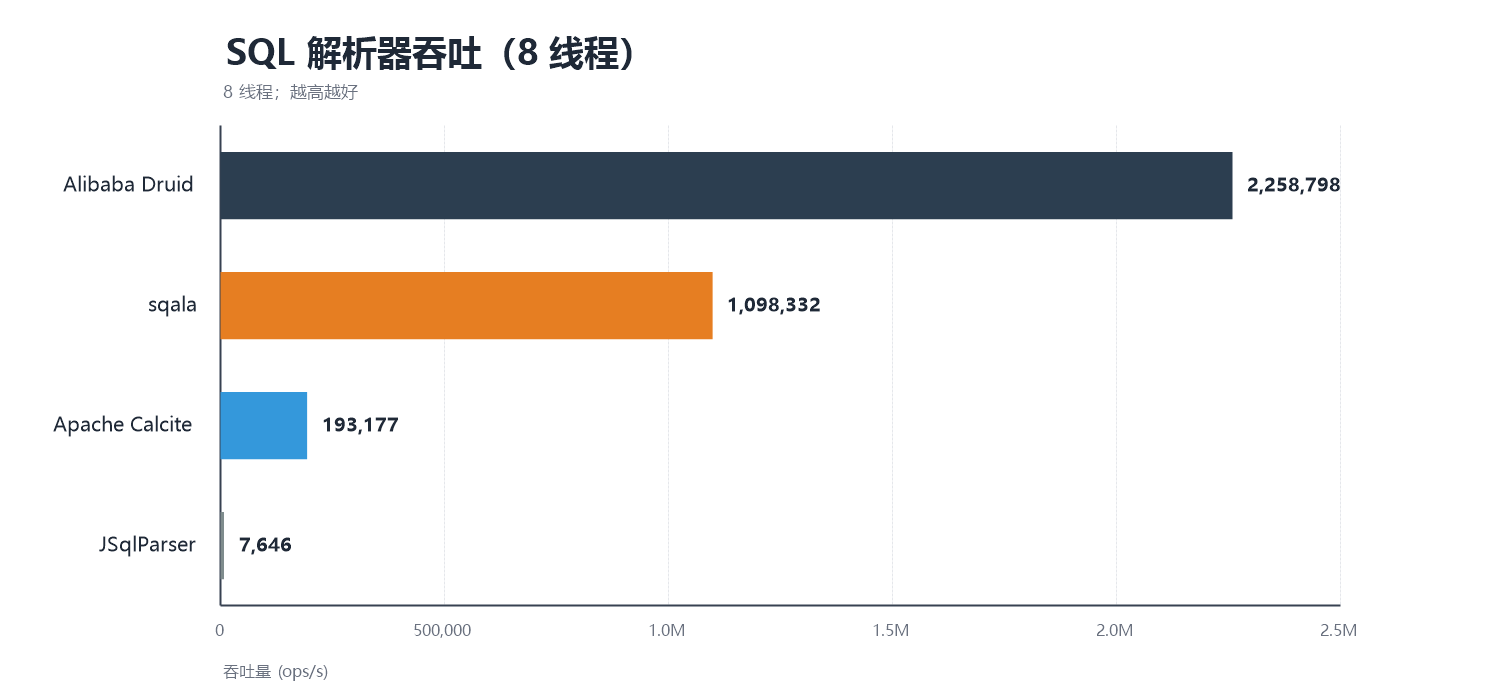 SQL 解析器吞吐（8 线程）
8 线程；越高越好
Alibaba Druid 2,258,798
sqala 1,098,332
Apache Calcite 193,177
JSqlParser 7,646
0 500,000 1.0M 1.5M 2.0M 2.5M
吞吐量 (ops/s)